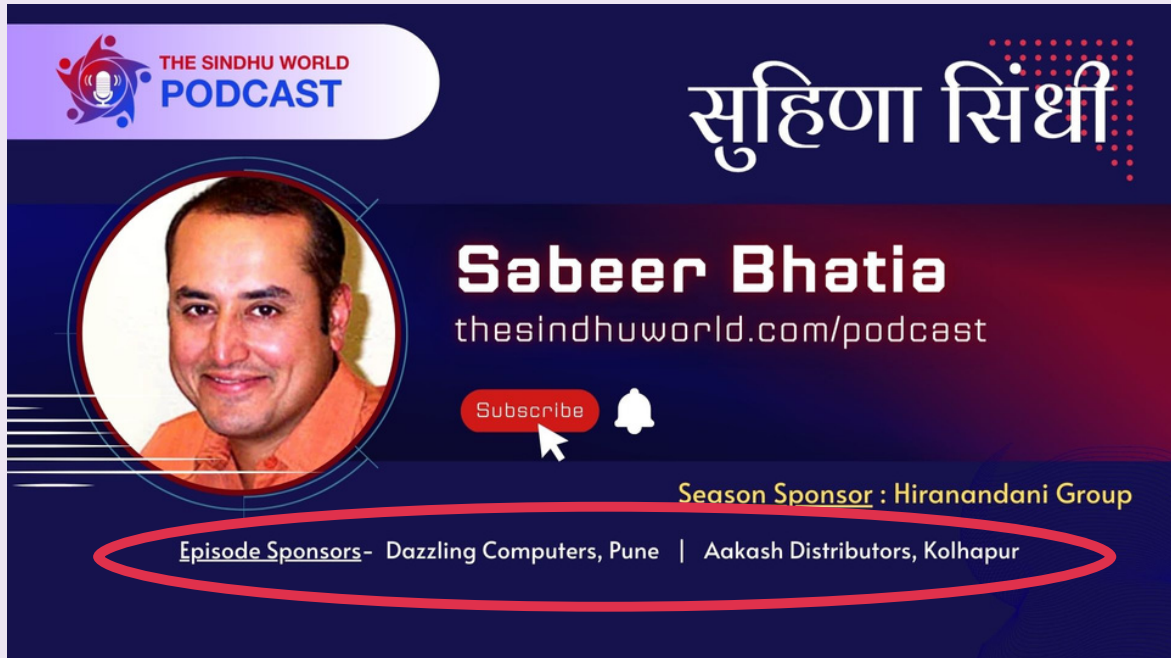 THE SINDHU WORLD
PODCAST
सुहिणा सिंधी
Sabeer Bhatia
thesindhuworld.com/podcast
Subscribe
Season Sponsor : Hiranandani Group
Episode Sponsors- Dazzling Computers, Pune | Aakash Distributors, Kolhapur